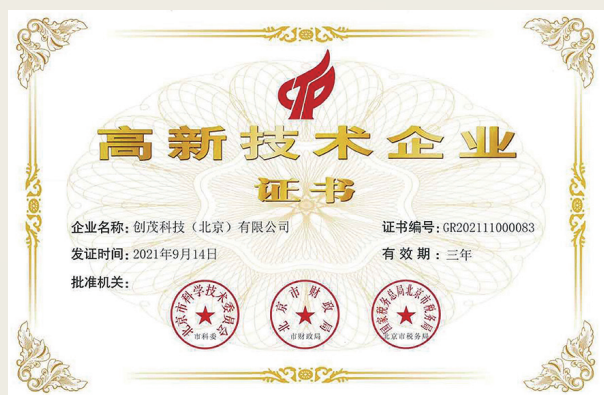 高新技术企业
证书
企业名称：创茂科技（北京）有限公司
证书编号：GR202111000083
发证时间：2021年9月14日
有效期：三年
批准机关：
北京市科学技术委员会
市科委
北京市财政局
市财政局
国家税务总局北京市税务局
北京市税务局